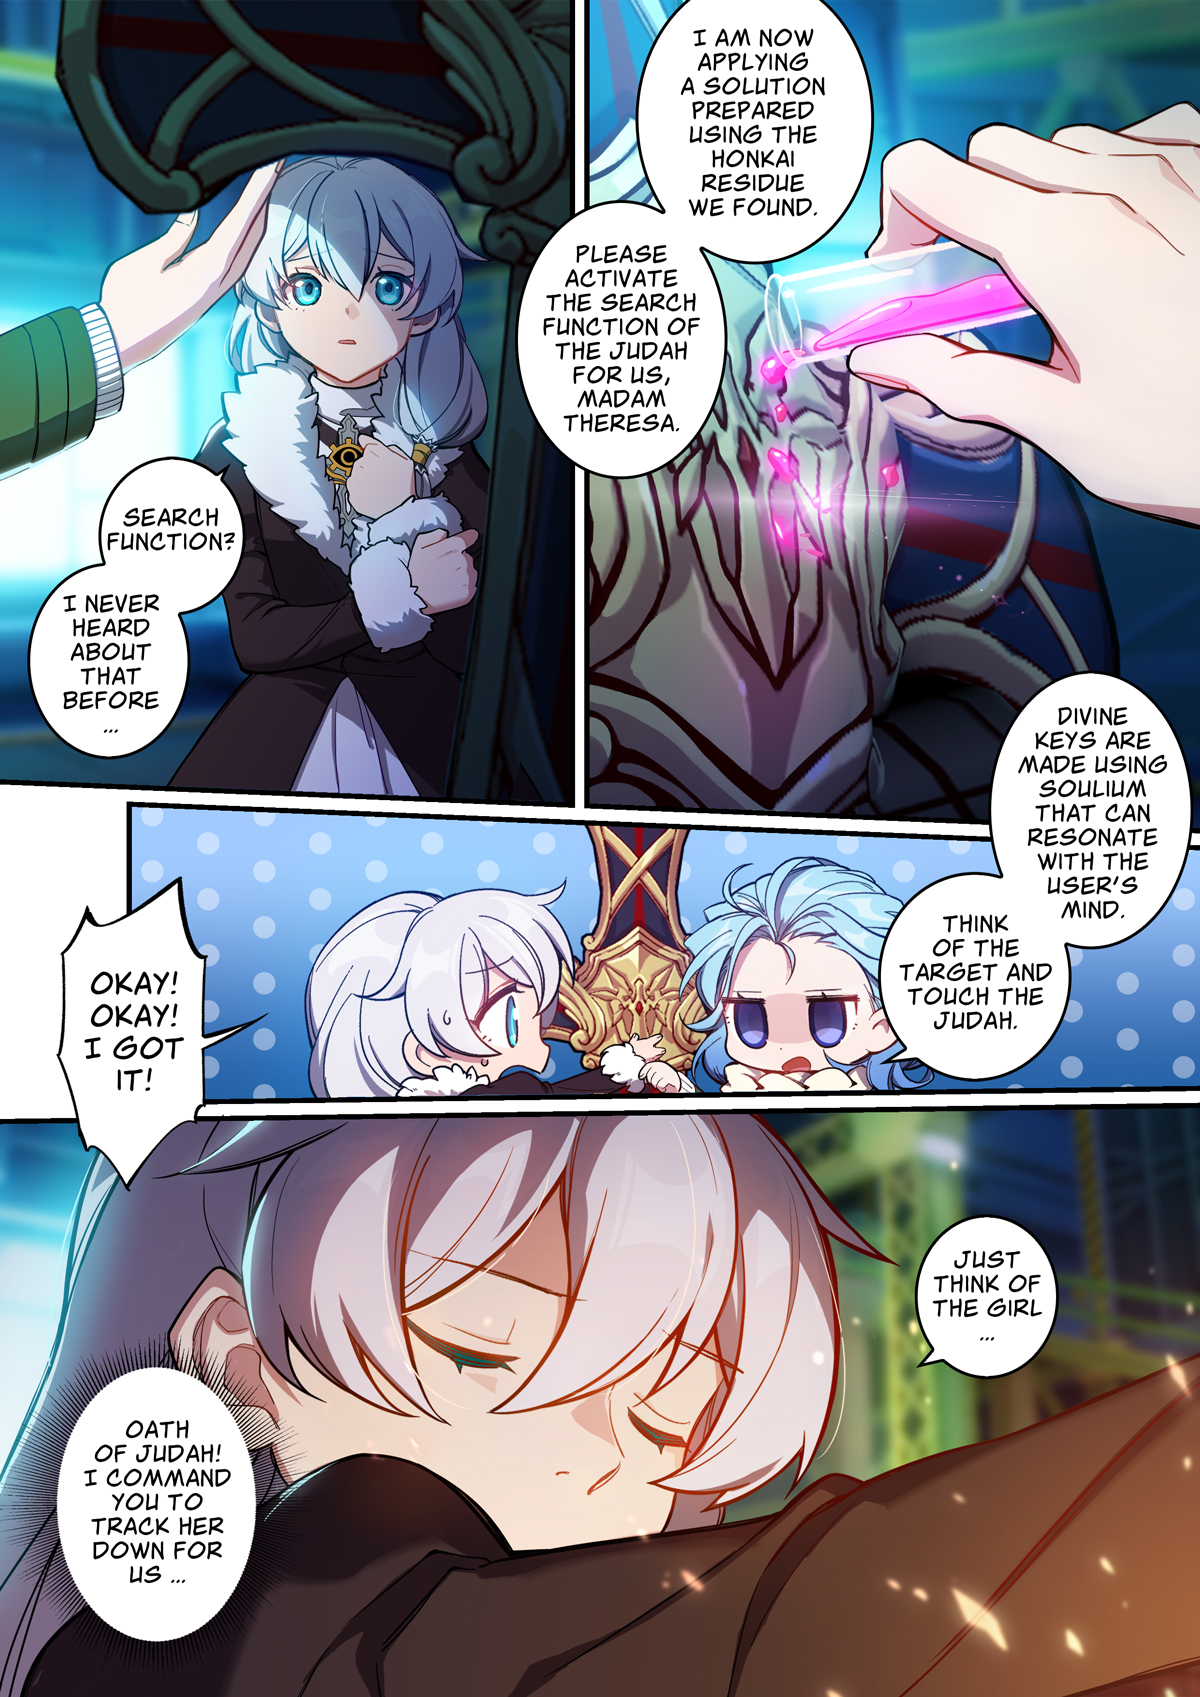 I AM NOW
APPLYING
A SOLUTION
PREPARED
USING THE
HONKAI
RESIDUE
WE FOUND.
PLEASE
ACTIVATE
THE SEARCH
FUNCTION OF
THE JUDAH
FOR US,
MADAM
THERESA.
SEARCH
FUNCTION?
I NEVER
HEARD
ABOUT
THAT
BEFORE
...
DIVINE
KEYS ARE
MADE USING
SOULIUM
THAT CAN
RESONATE
WITH THE
USER'S
MIND.
THINK
OF THE
TARGET AND
TOUCH THE
JUDAH.
OKAY!
OKAY!
I GOT
IT!
JUST
THINK OF
THE GIRL
...
OATH
OF JUDAH!
I COMMAND
YOU TO
TRACK HER
DOWN FOR
US ...